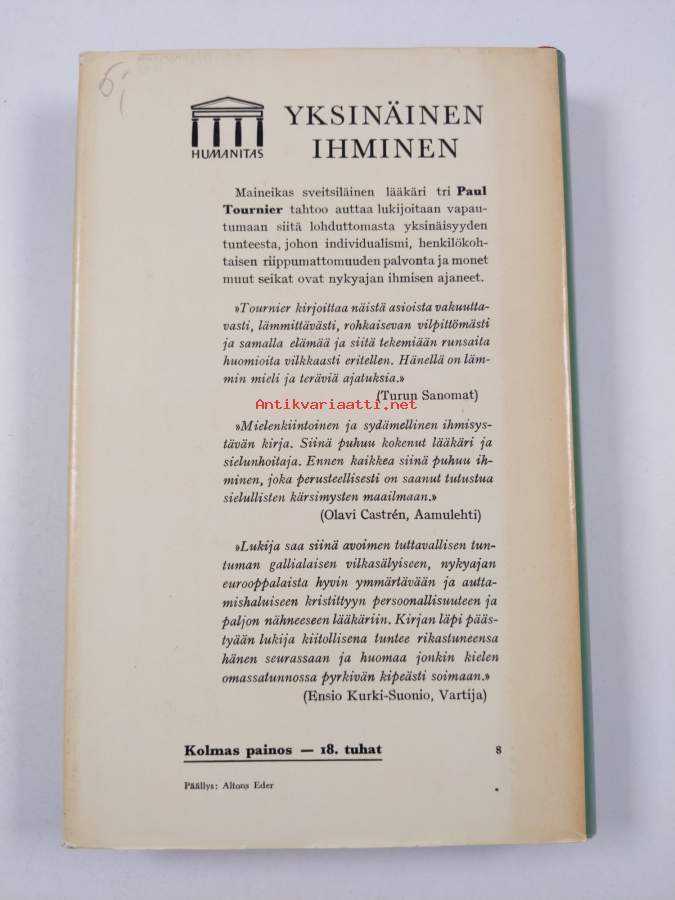 6,
HUMANITAS
YKSINÄINEN
IHMINEN
Maineikas sveitsiläinen lääkäri tri Paul
Tournier tahtoo auttaa lukijoitaan vapau-
tumaan siitä lohduttomasta yksinäisyyden
tunteesta, johon individualismi, henkilökoh-
taisen riippumattomuuden palvonta ja monet
muut seikat ovat nykyajan ihmisen ajaneet.
»Tournier kirjoittaa näistä asioista vakuutta-
vasti, lämmittävästi, rohkaisevan vilpittömästi
ja samalla elämää ja siitä tekemiään runsaita
huomioita vilkkaasti eritellen. Hänellä on läm-
min mieli ja teräviä ajatuksia.»
(Turun Sanomat)
Antikvariaatti.net
»Mielenkiintoinen ja sydämellinen ihmisys-
tävän kirja. Siinä puhuu kokenut lääkäri ja
sielunhoitaja. Ennen kaikkea siinä puhuu ih-
minen, joka perusteellisesti on saanut tutustua
sielullisten kärsimysten maailmaan.»
(Olavi Castrén, Aamulehti)
»Lukija saa siinä avoimen tuttavallisen tun-
tuman gallialaisen vilkasälyiseen, nykyajan
eurooppalaista hyvin ymmärtävään ja autta-
mishaluiseen kristittyyn persoonallisuuteen ja
paljon nähneeseen lääkäriin. Kirjan läpi pääs-
tyään lukija kiitollisena tuntee rikastuneensa
hänen seurassaan ja huomaa jonkin kielen
omassatunnossa pyrkivän kipeästi soimaan.»
(Ensio Kurki-Suonio, Vartija)
Kolmas painos — 18. tuhat
8
Päällys: Alfons Eder